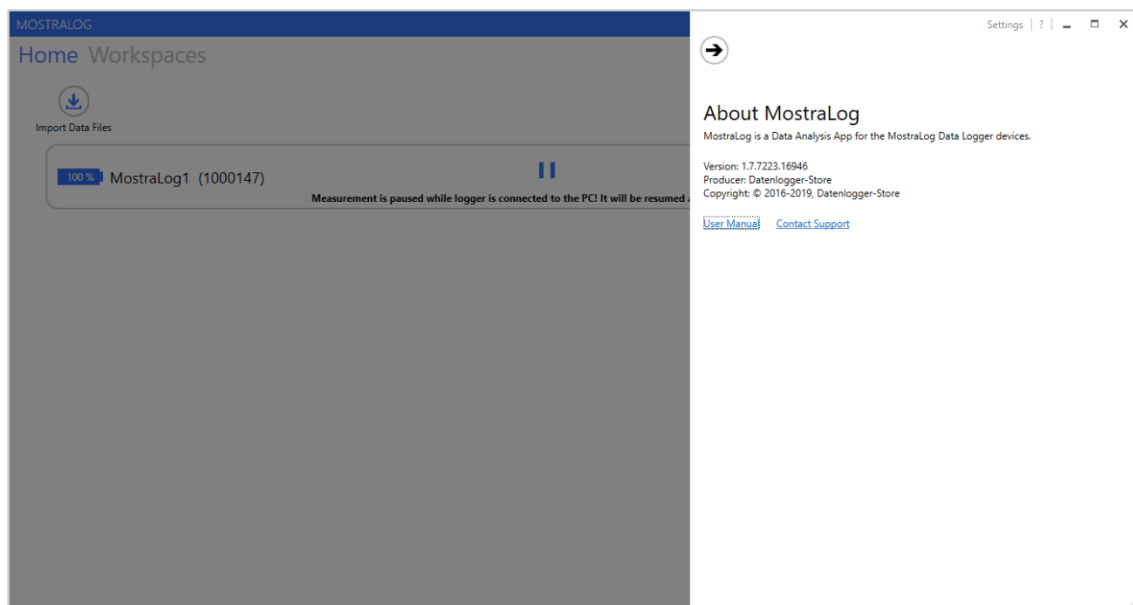 MOSTRALOG
Settings | ?
Home Workspaces
Import Data Files
100 % MostraLog1 (1000147)
Measurement is paused while logger is connected to the PC! It will be resumed
About MostraLog
MostraLog is a Data Analysis App for the MostraLog Data Logger devices.
Version: 1.7.7223.16946
Producer: Datenlogger-Store
Copyright: © 2016-2019, Datenlogger-Store
User Manual Contact Support